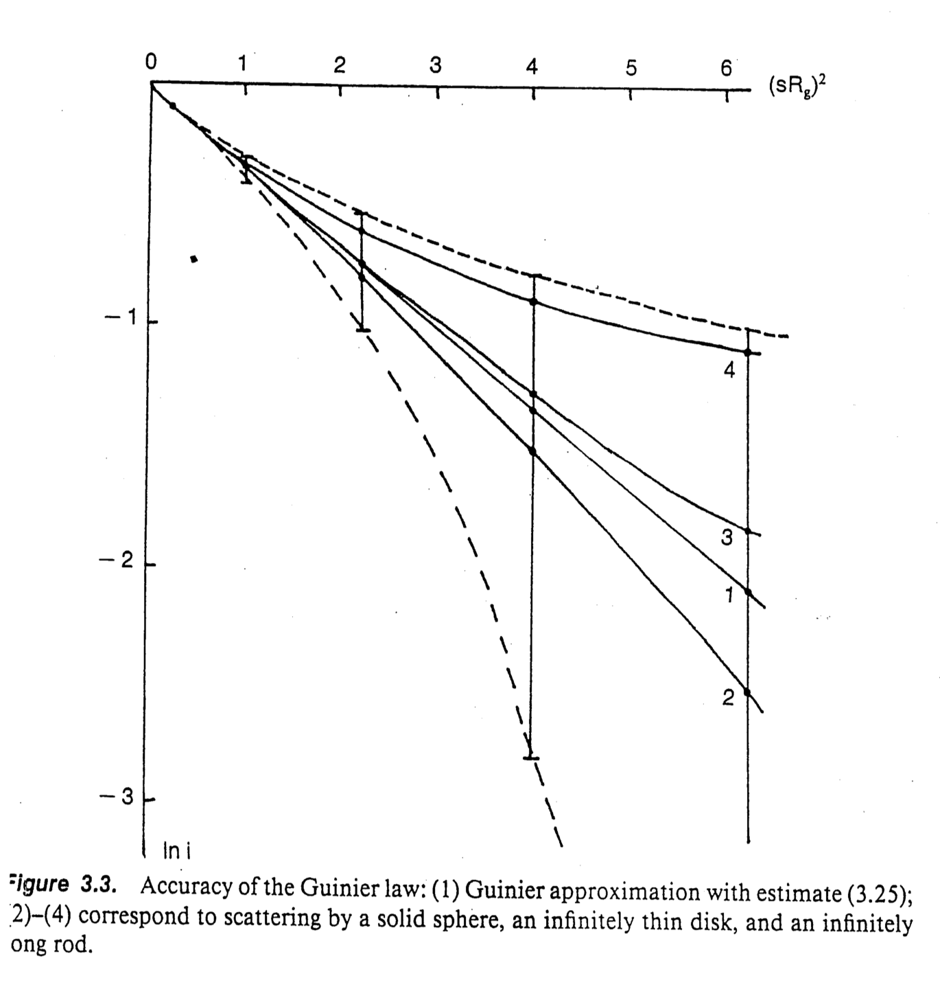 0 1 2 3 4 5 6 (sR_g)²
−1
4
3
−2
1
2
−3
ln i
igure 3.3. Accuracy of the Guinier law: (1) Guinier approximation with estimate (3.25);
2)–(4) correspond to scattering by a solid sphere, an infinitely thin disk, and an infinitely
ong rod.